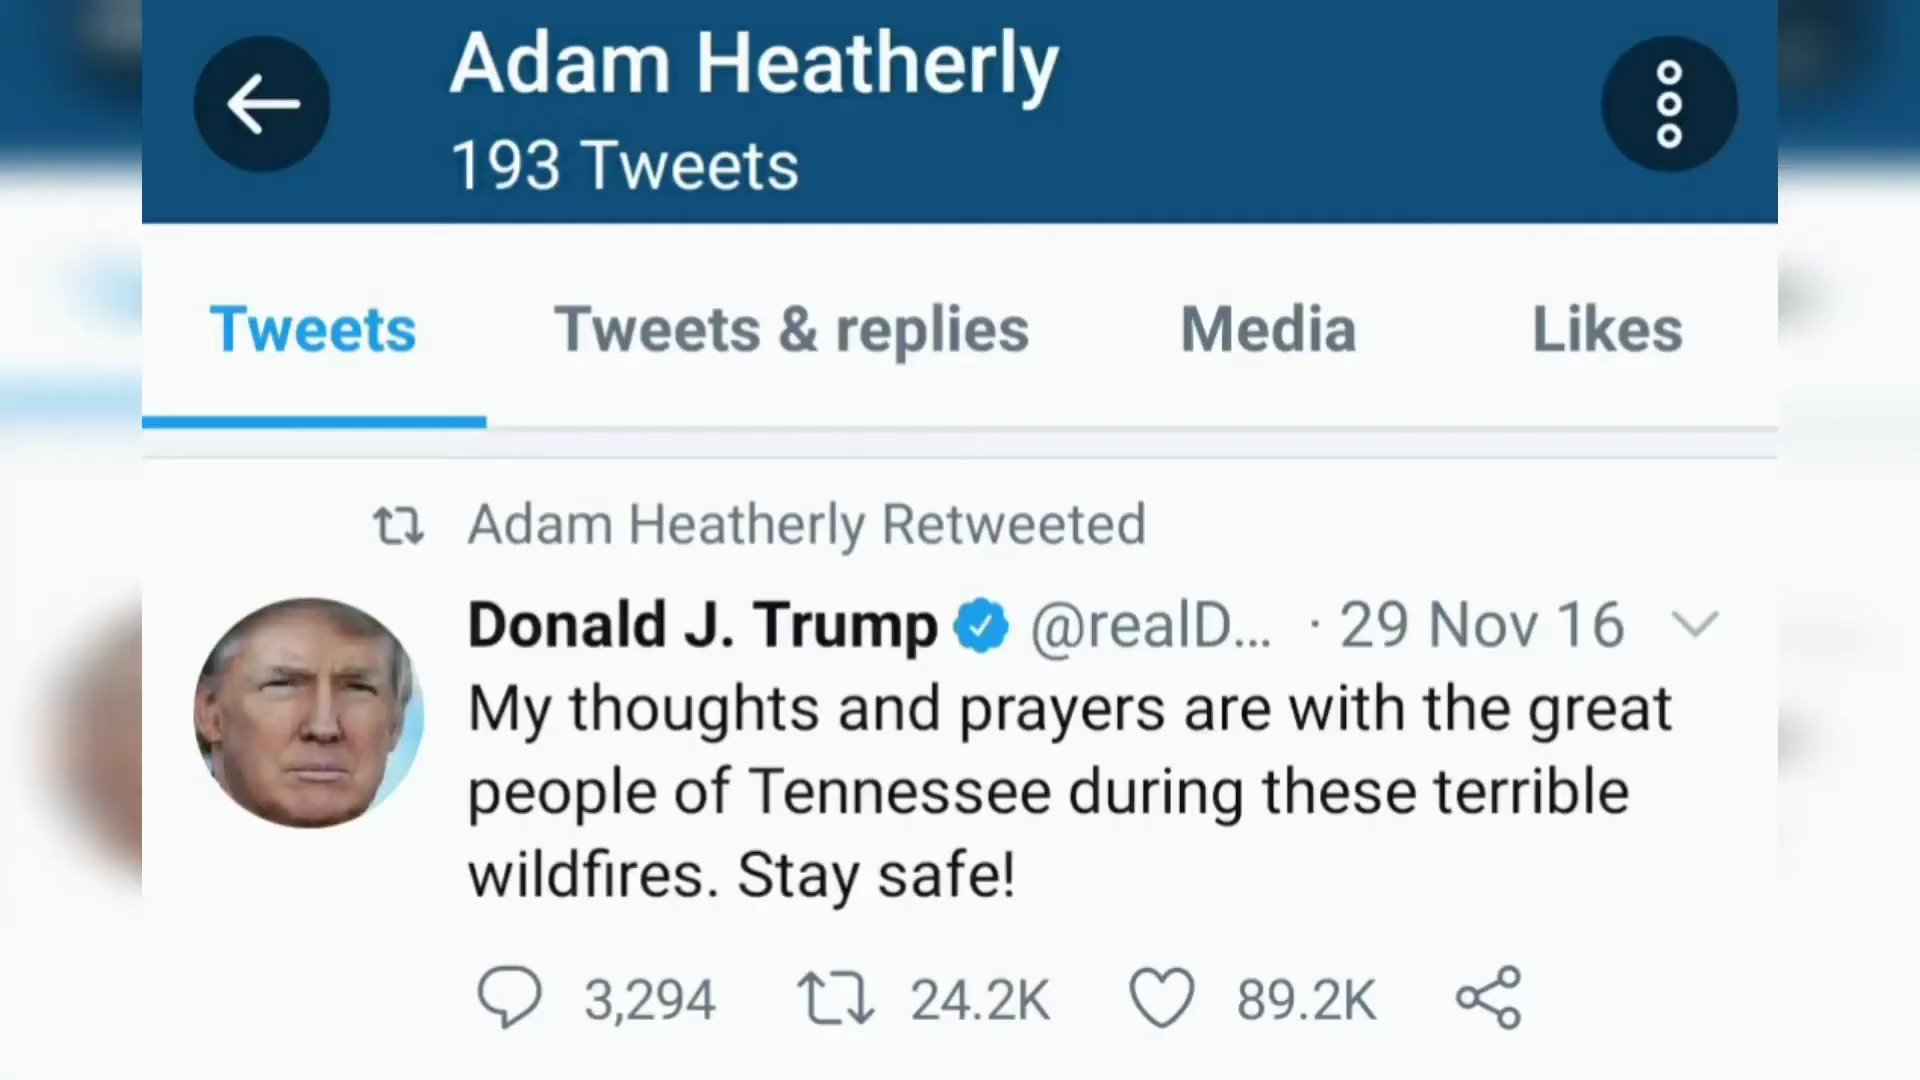 Adam Heatherly
193 Tweets
Tweets Tweets & replies Media Likes
Adam Heatherly Retweeted
Donald J. Trump @realD... · 29 Nov 16
My thoughts and prayers are with the great
people of Tennessee during these terrible
wildfires. Stay safe!
3,294 24.2K 89.2K